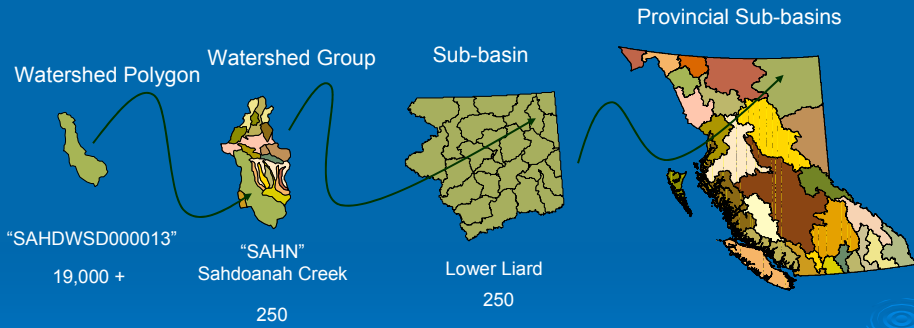 Provincial Sub-basins
Watershed Polygon
Watershed Group
Sub-basin
“SAHDWSD000013”
19,000 +
“SAHN”
Sahdoanah Creek
250
Lower Liard
250